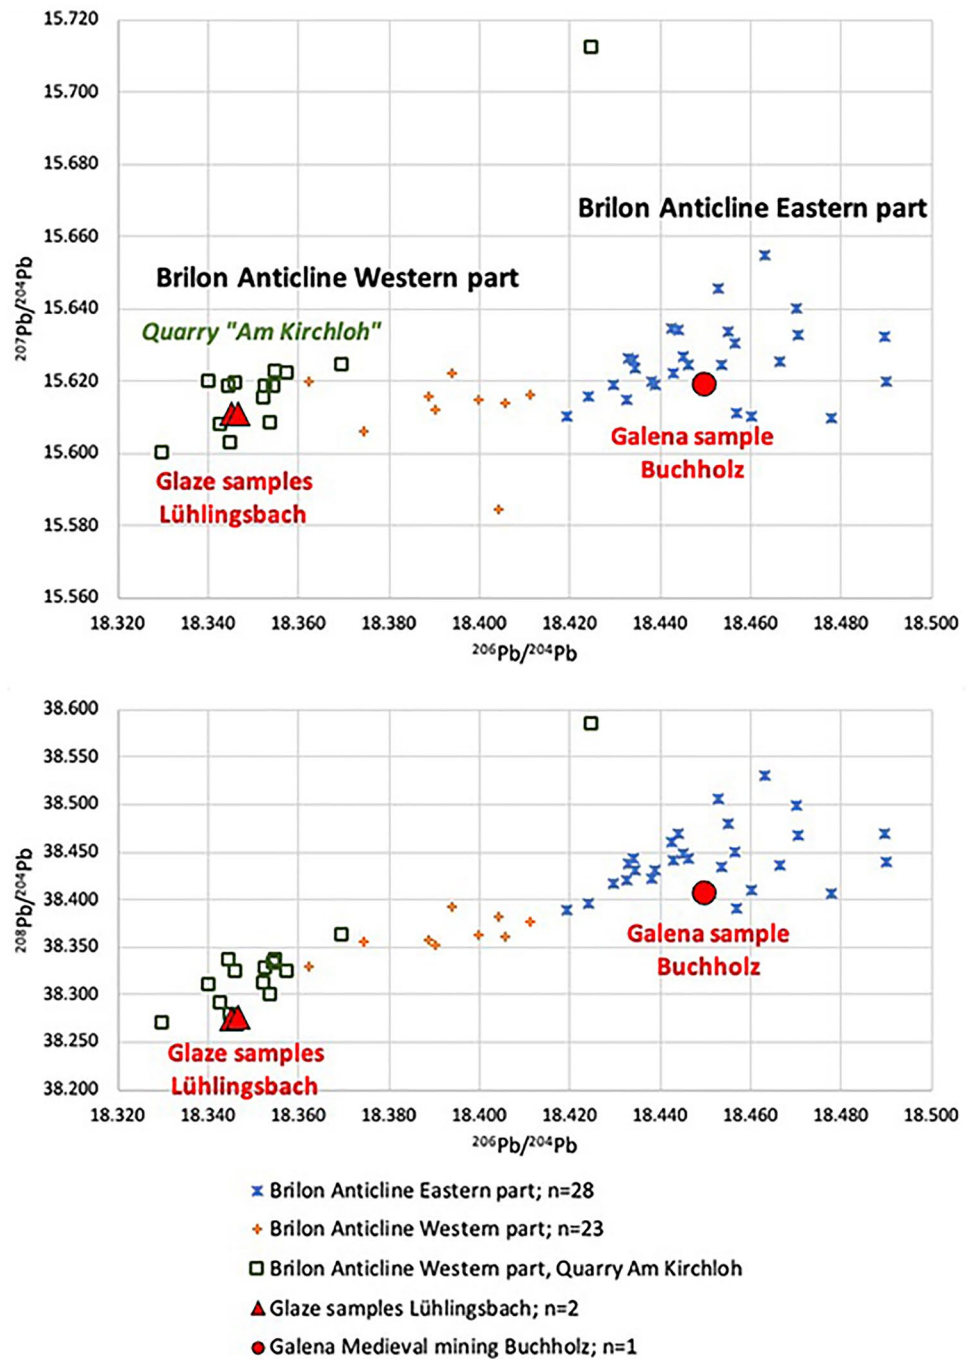 15.720
15.700
15.680
15.660
15.640
15.620
15.600
15.580
15.560
²⁰⁷Pb/²⁰⁴Pb
Brilon Anticline Eastern part
Brilon Anticline Western part
Quarry "Am Kirchloh"
Galena sample
Buchholz
Glaze samples
Lühlingsbach
18.320 18.340 18.360 18.380 18.400 18.420 18.440 18.460 18.480 18.500
²⁰⁶Pb/²⁰⁴Pb
38.600
38.550
38.500
38.450
38.400
38.350
38.300
38.250
38.200
²⁰⁸Pb/²⁰⁴Pb
Galena sample
Buchholz
Glaze samples
Lühlingsbach
18.320 18.340 18.360 18.380 18.400 18.420 18.440 18.460 18.480 18.500
²⁰⁶Pb/²⁰⁴Pb
Brilon Anticline Eastern part; n=28
Brilon Anticline Western part; n=23
Brilon Anticline Western part, Quarry Am Kirchloh
Glaze samples Lühlingsbach; n=2
Galena Medieval mining Buchholz; n=1